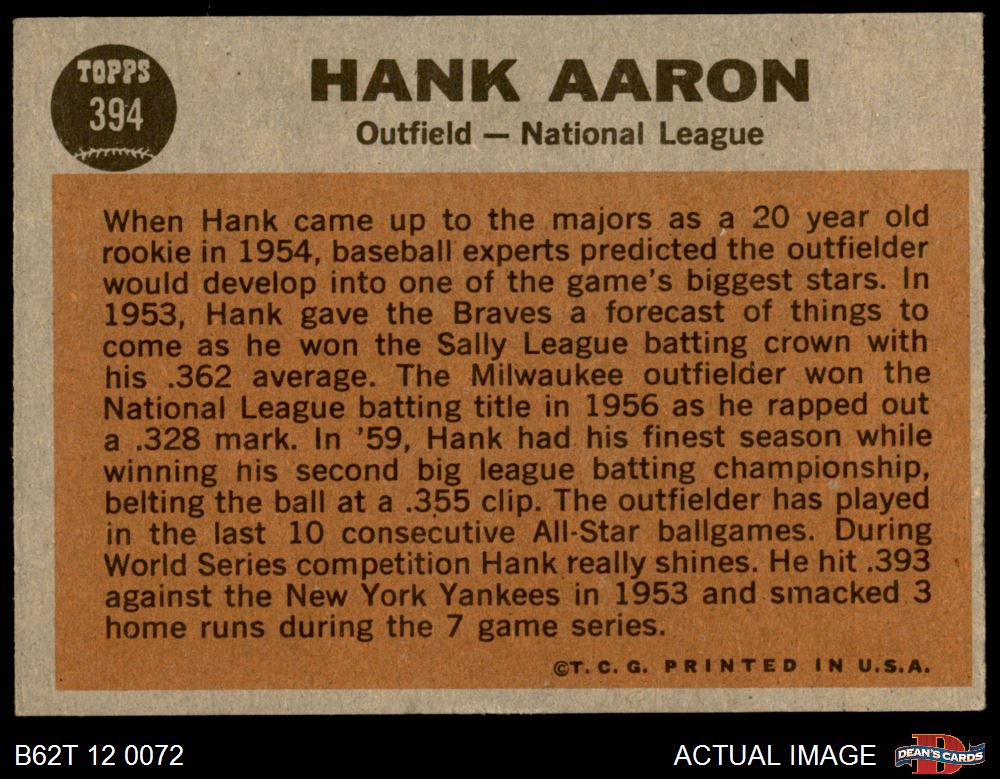 TOPPS
394
HANK AARON
Outfield — National League
When Hank came up to the majors as a 20 year old
rookie in 1954, baseball experts predicted the outfielder
would develop into one of the game's biggest stars. In
1953, Hank gave the Braves a forecast of things to
come as he won the Sally League batting crown with
his .362 average. The Milwaukee outfielder won the
National League batting title in 1956 as he rapped out
a .328 mark. In '59, Hank had his finest season while
winning his second big league batting championship,
belting the ball at a .355 clip. The outfielder has played
in the last 10 consecutive All-Star ballgames. During
World Series competition Hank really shines. He hit .393
against the New York Yankees in 1953 and smacked 3
home runs during the 7 game series.
©T. C. G. PRINTED IN U.S.A.
B62T 12 0072
ACTUAL IMAGE
DEAN'S CARDS